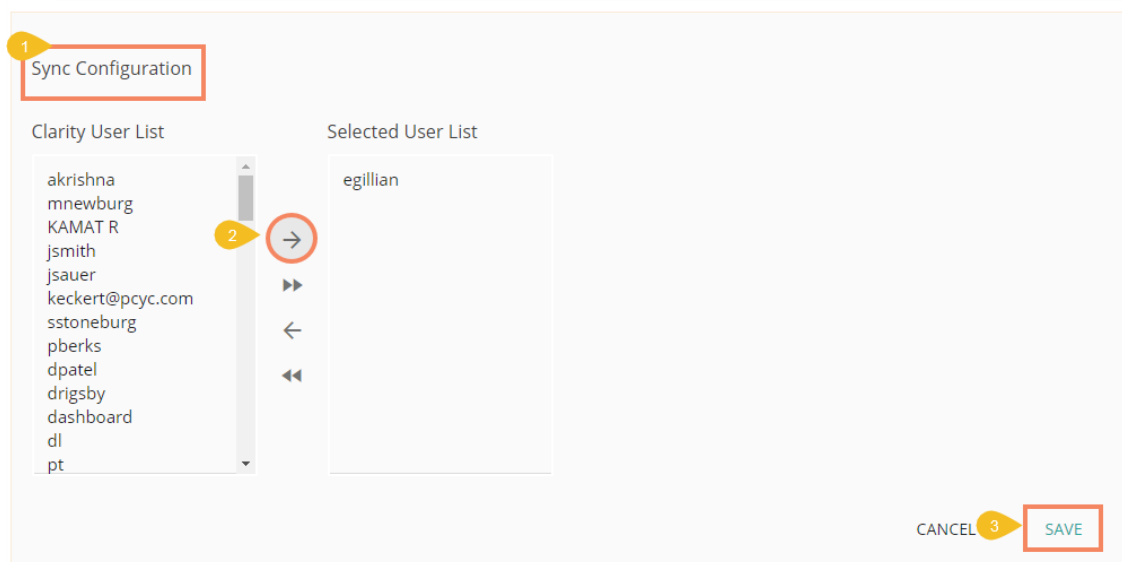 1
Sync Configuration
Clarity User List
Selected User List
akrishna
mnewburg
KAMAT R
jsmith
jsauer
keckert@pcyc.com
sstoneburg
pberks
dpatel
drigsby
dashboard
dl
pt
2
egillian
CANCEL
3
SAVE